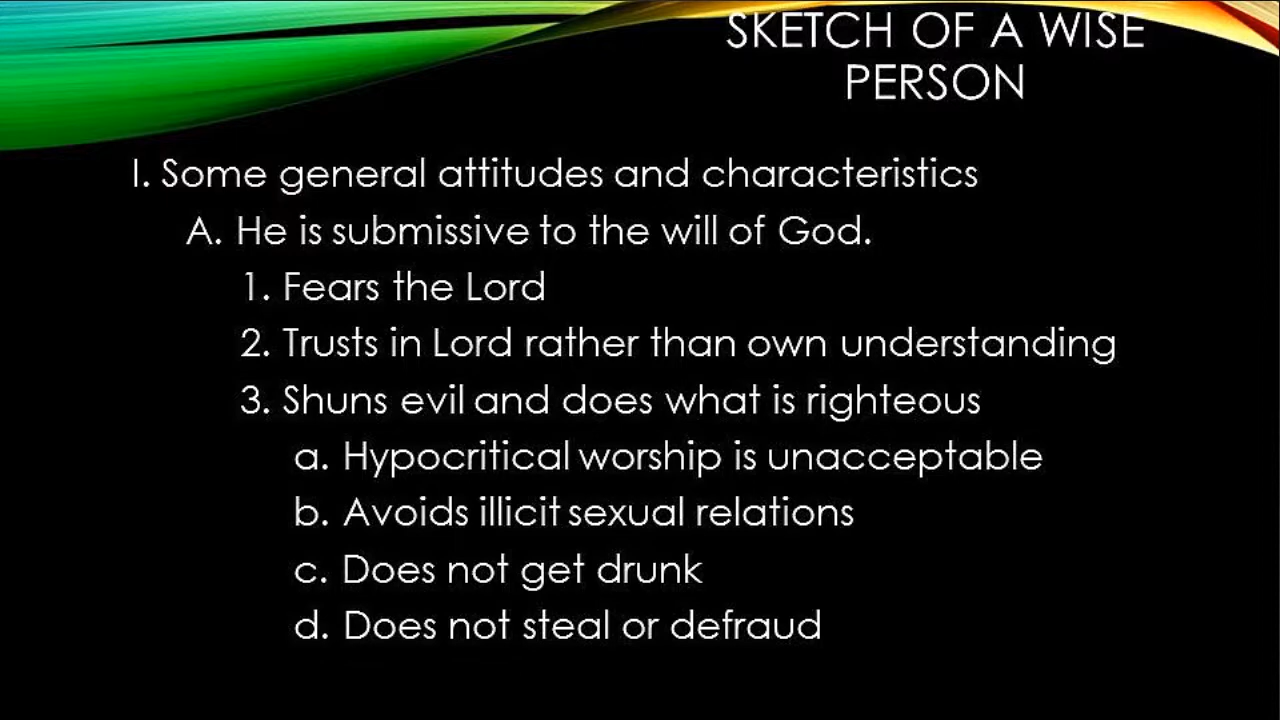 SKETCH OF A WISE
PERSON
I. Some general attitudes and characteristics
A. He is submissive to the will of God.
1. Fears the Lord
2. Trusts in Lord rather than own understanding
3. Shuns evil and does what is righteous
a. Hypocritical worship is unacceptable
b. Avoids illicit sexual relations
c. Does not get drunk
d. Does not steal or defraud